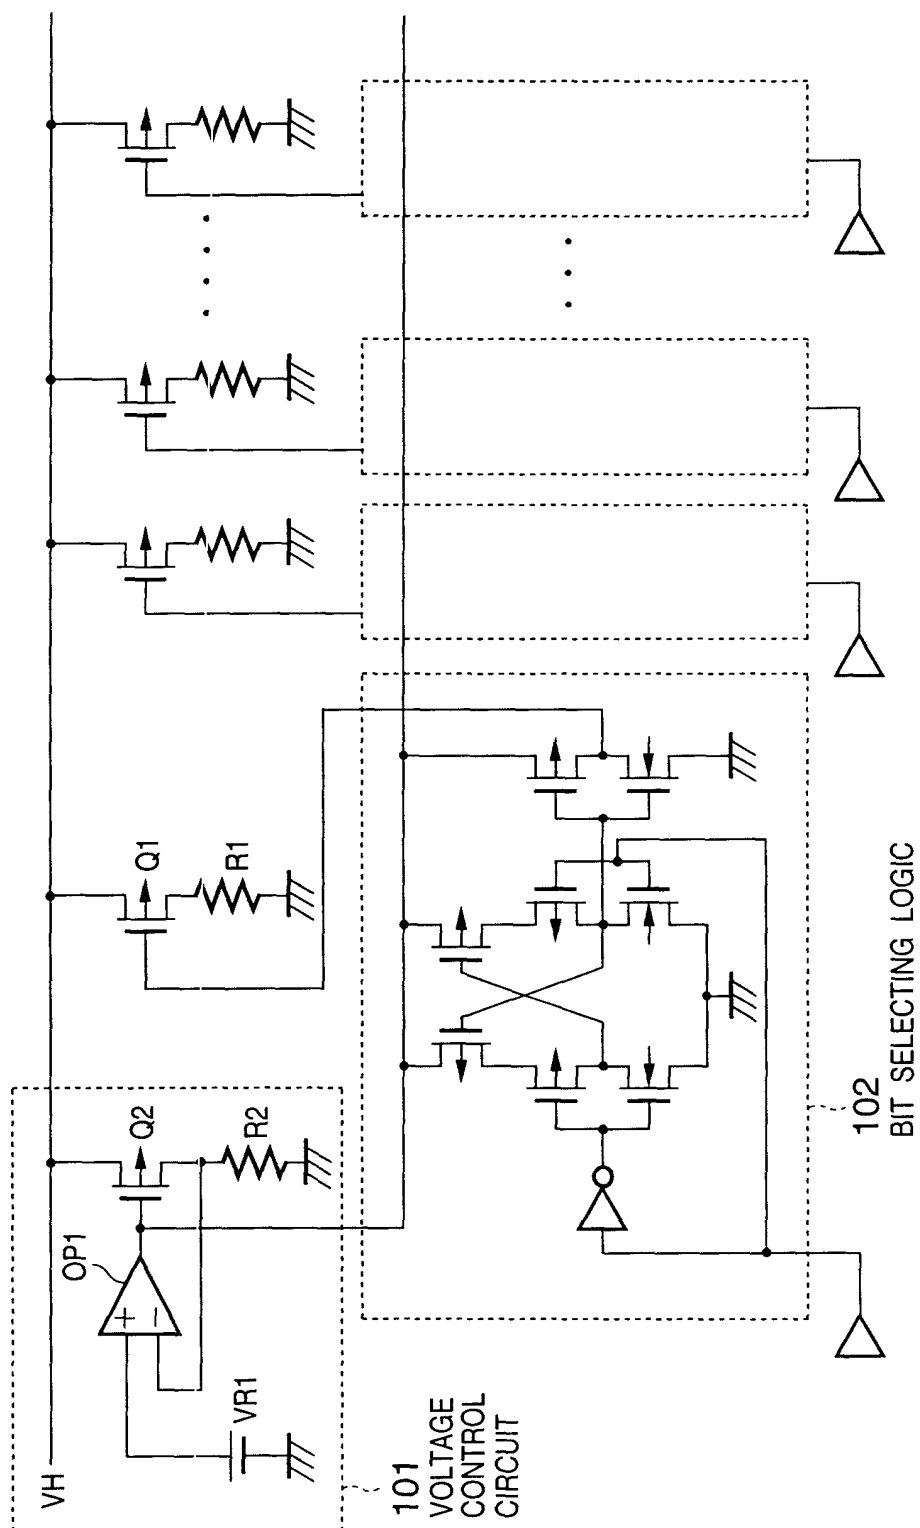 VH
Q1
R1
Q2
R2
OP1
+
−
VR1
101
VOLTAGE
CONTROL
CIRCUIT
102
BIT SELECTING LOGIC